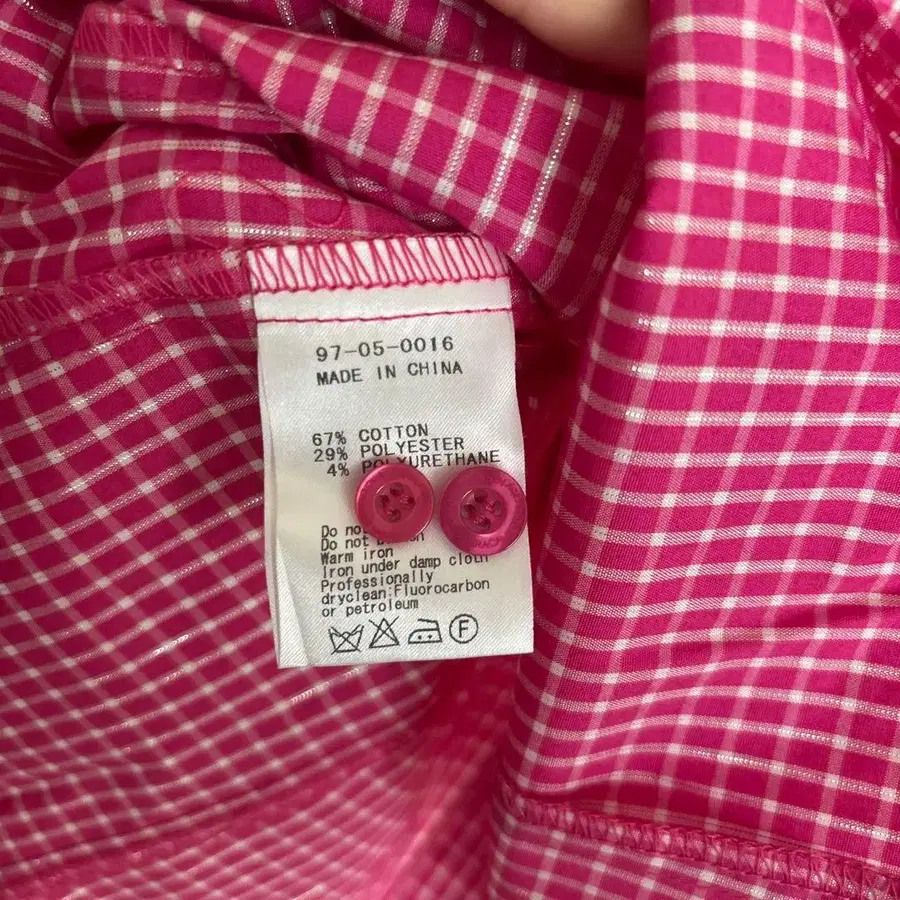 97-05-0016
MADE IN CHINA
67% COTTON
29% POLYESTER
4% POLYURETHANE
Do not
Do not
Warm iron
Iron under damp cloth
Professionally
dryclean:Fluorocarbon
or petroleum
F